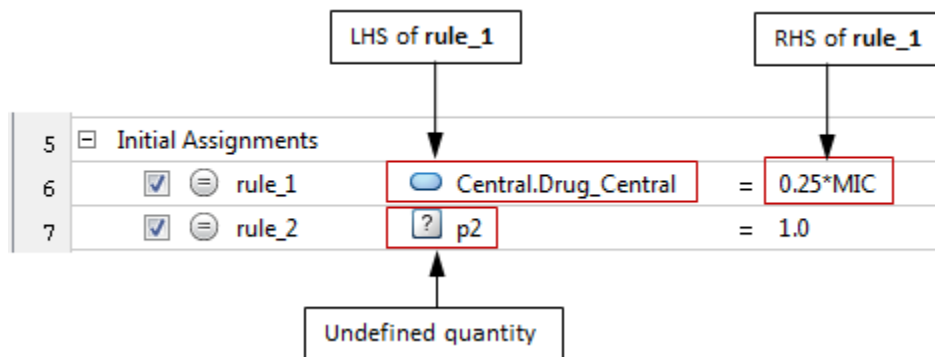 LHS of rule_1
RHS of rule_1
5 Initial Assignments
6 rule_1 Central.Drug_Central = 0.25*MIC
7 rule_2 ? p2 = 1.0
Undefined quantity